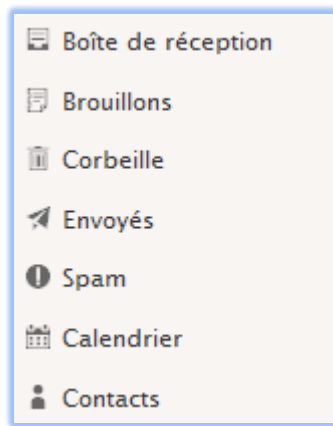 Boîte de réception
Brouillons
Corbeille
Envoyés
Spam
Calendrier
Contacts